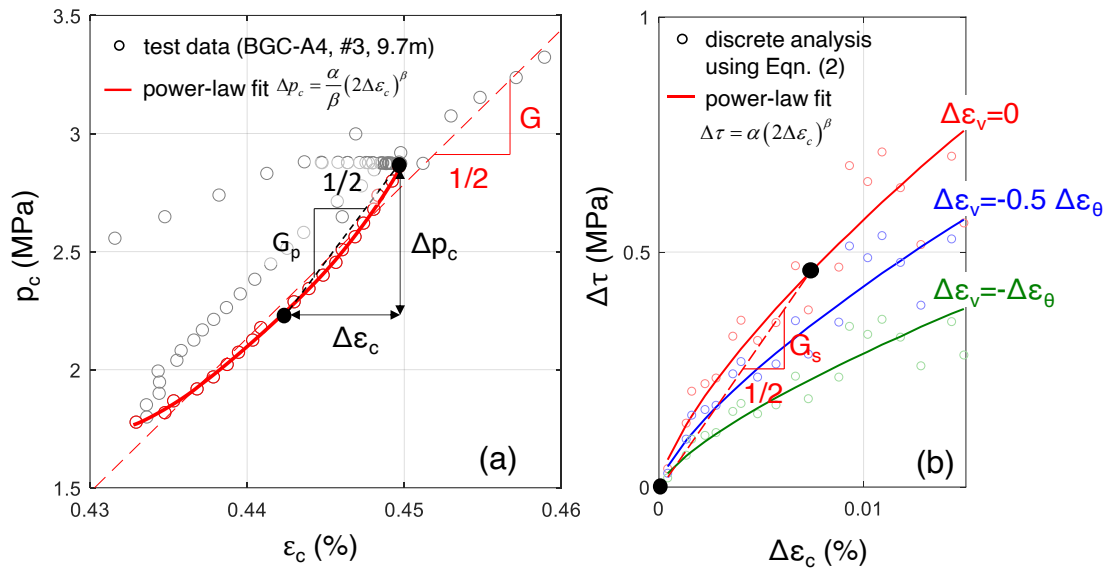 3.5
3
2.5
2
1.5
0.43
0.44
0.45
0.46
p_c (MPa)
ε_c (%)
test data (BGC-A4, #3, 9.7m)
power-law fit Δp_c = α/β (2Δε_c)^β
G
1/2
1/2
G_p
Δp_c
Δε_c
(a)
1
0.5
0
0
0.01
Δτ (MPa)
Δε_c (%)
discrete analysis
using Eqn. (2)
power-law fit
Δτ = α (2Δε_c)^β
Δε_v=0
Δε_v=-0.5 Δε_θ
Δε_v=-Δε_θ
G_s
1/2
(b)